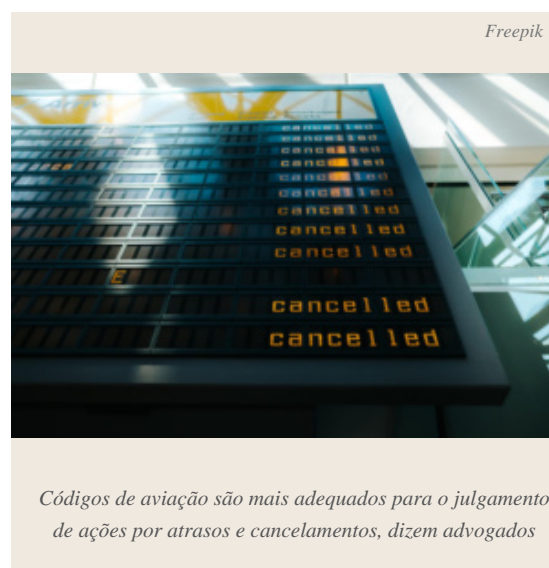 Freepik
cancelled
cancelled
cancelled
cancelled
cancelled
cancelled
cancelled
cancelled
cancelled
E
cancelled
cancelled
Códigos de aviação são mais adequados para o julgamento
de ações por atrasos e cancelamentos, dizem advogados